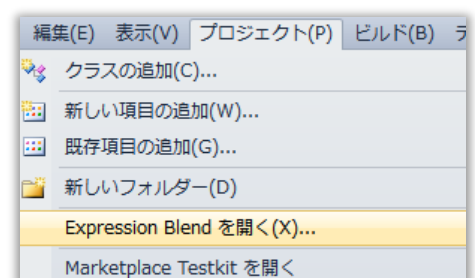 編集(E) 表示(V) プロジェクト(P) ビルド(B) デ
クラスの追加(C)...
新しい項目の追加(W)...
既存項目の追加(G)...
新しいフォルダー(D)
Expression Blend を開く(X)...
Marketplace Testkit を開く